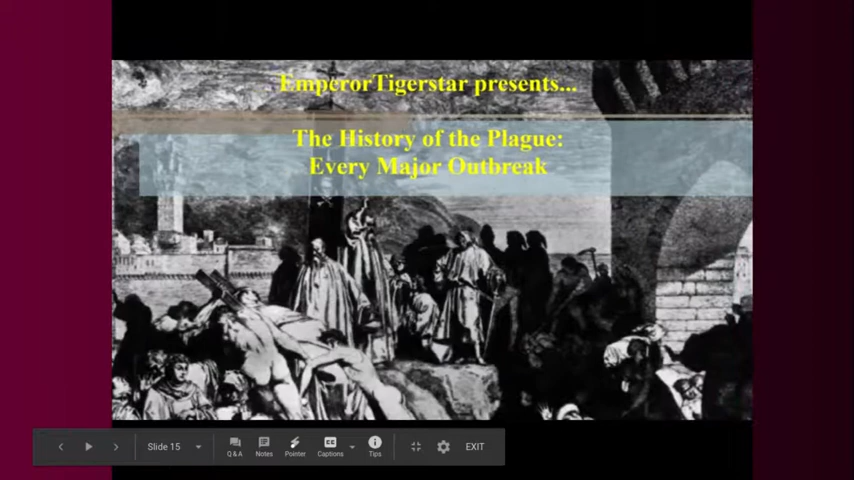 EmperorTigerstar presents...
The History of the Plague:
Every Major Outbreak
Slide 15
Q & A
Notes
Pointer
Captions
Tips
EXIT